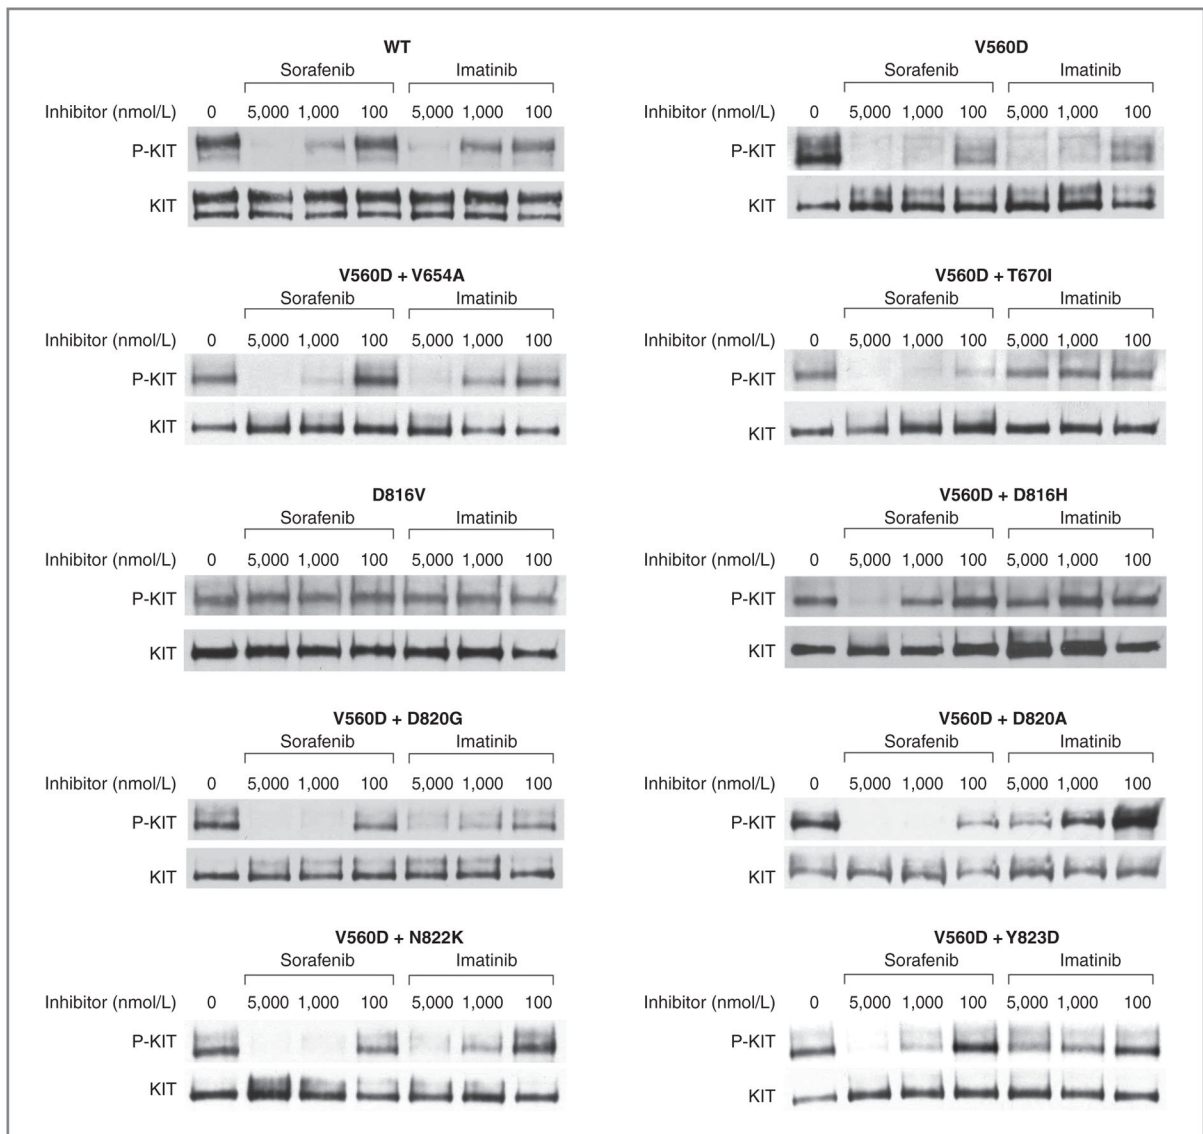 WT
Sorafenib Imatinib
Inhibitor (nmol/L) 0 5,000 1,000 100 5,000 1,000 100
P-KIT
KIT
V560D
Sorafenib Imatinib
Inhibitor (nmol/L) 0 5,000 1,000 100 5,000 1,000 100
P-KIT
KIT
V560D + V654A
Sorafenib Imatinib
Inhibitor (nmol/L) 0 5,000 1,000 100 5,000 1,000 100
P-KIT
KIT
V560D + T670I
Sorafenib Imatinib
Inhibitor (nmol/L) 0 5,000 1,000 100 5,000 1,000 100
P-KIT
KIT
D816V
Sorafenib Imatinib
Inhibitor (nmol/L) 0 5,000 1,000 100 5,000 1,000 100
P-KIT
KIT
V560D + D816H
Sorafenib Imatinib
Inhibitor (nmol/L) 0 5,000 1,000 100 5,000 1,000 100
P-KIT
KIT
V560D + D820G
Sorafenib Imatinib
Inhibitor (nmol/L) 0 5,000 1,000 100 5,000 1,000 100
P-KIT
KIT
V560D + D820A
Sorafenib Imatinib
Inhibitor (nmol/L) 0 5,000 1,000 100 5,000 1,000 100
P-KIT
KIT
V560D + N822K
Sorafenib Imatinib
Inhibitor (nmol/L) 0 5,000 1,000 100 5,000 1,000 100
P-KIT
KIT
V560D + Y823D
Sorafenib Imatinib
Inhibitor (nmol/L) 0 5,000 1,000 100 5,000 1,000 100
P-KIT
KIT